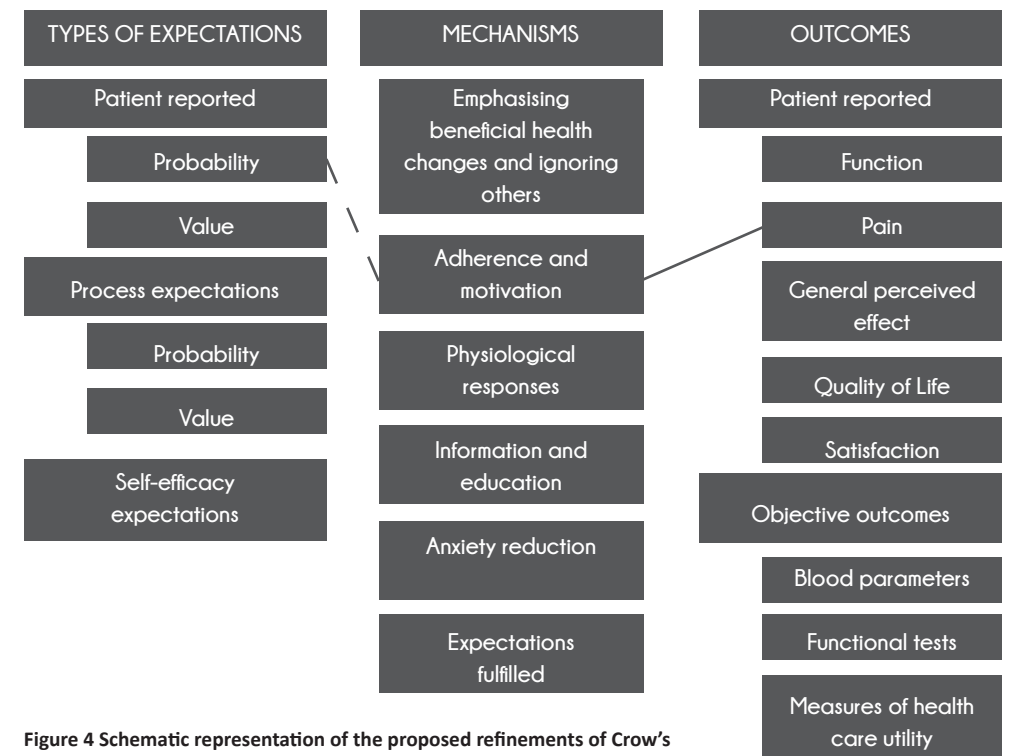 TYPES OF EXPECTATIONS
Patient reported
Probability
Value
Process expectations
Probability
Value
Self-efficacy
expectations
MECHANISMS
Emphasising
beneficial health
changes and ignoring
others
Adherence and
motivation
Physiological
responses
Information and
education
Anxiety reduction
Expectations
fulfilled
OUTCOMES
Patient reported
Function
Pain
General perceived
effect
Quality of Life
Satisfaction
Objective outcomes
Blood parameters
Functional tests
Measures of health
care utility
Figure 4 Schematic representation of the proposed refinements of Crow's